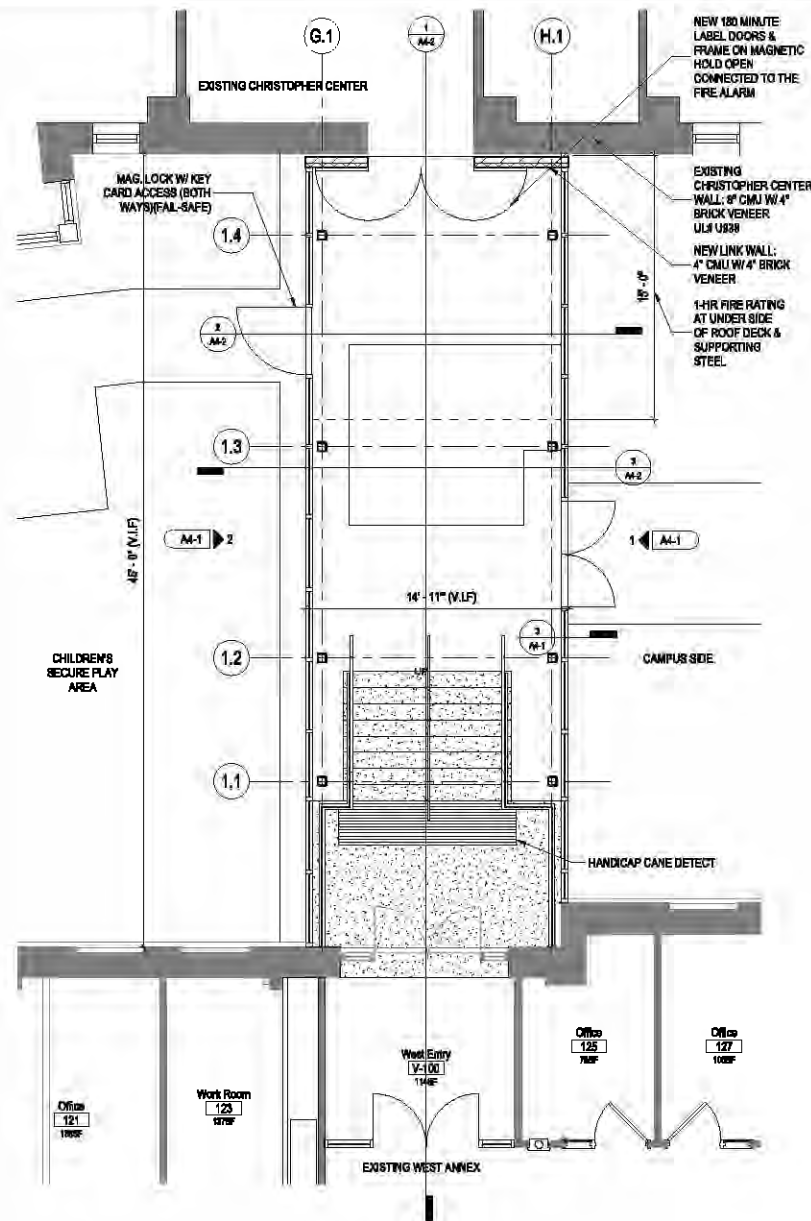 G.1
1
A4-2
H.1
NEW 180 MINUTE
LABEL DOORS &
FRAME ON MAGNETIC
HOLD OPEN
CONNECTED TO THE
FIRE ALARM
EXISTING CHRISTOPHER CENTER
MAG. LOCK W/ KEY
CARD ACCESS (BOTH
WAYS)(FAIL-SAFE)
EXISTING
CHRISTOPHER CENTER
WALL: 8" CMU W/ 4"
BRICK VENEER
UL# U938
1.4
NEW LINK WALL:
4" CMU W/ 4" BRICK
VENEER
15' - 0"
1-HR FIRE RATING
AT UNDER SIDE
OF ROOF DECK &
SUPPORTING
STEEL
2
A4-2
1.3
3
A4-2
45' - 0" (V.I.F)
A4-1
2
1
A4-1
14' - 11" (V.I.F)
3
A4-1
CHILDREN'S
SECURE PLAY
AREA
1.2
UP
CAMPUS SIDE
1.1
HANDICAP CANE DETECT
West Entry
V-100
114SF
Office
125
Office
127
Office
121
Work Room
123
EXISTING WEST ANNEX